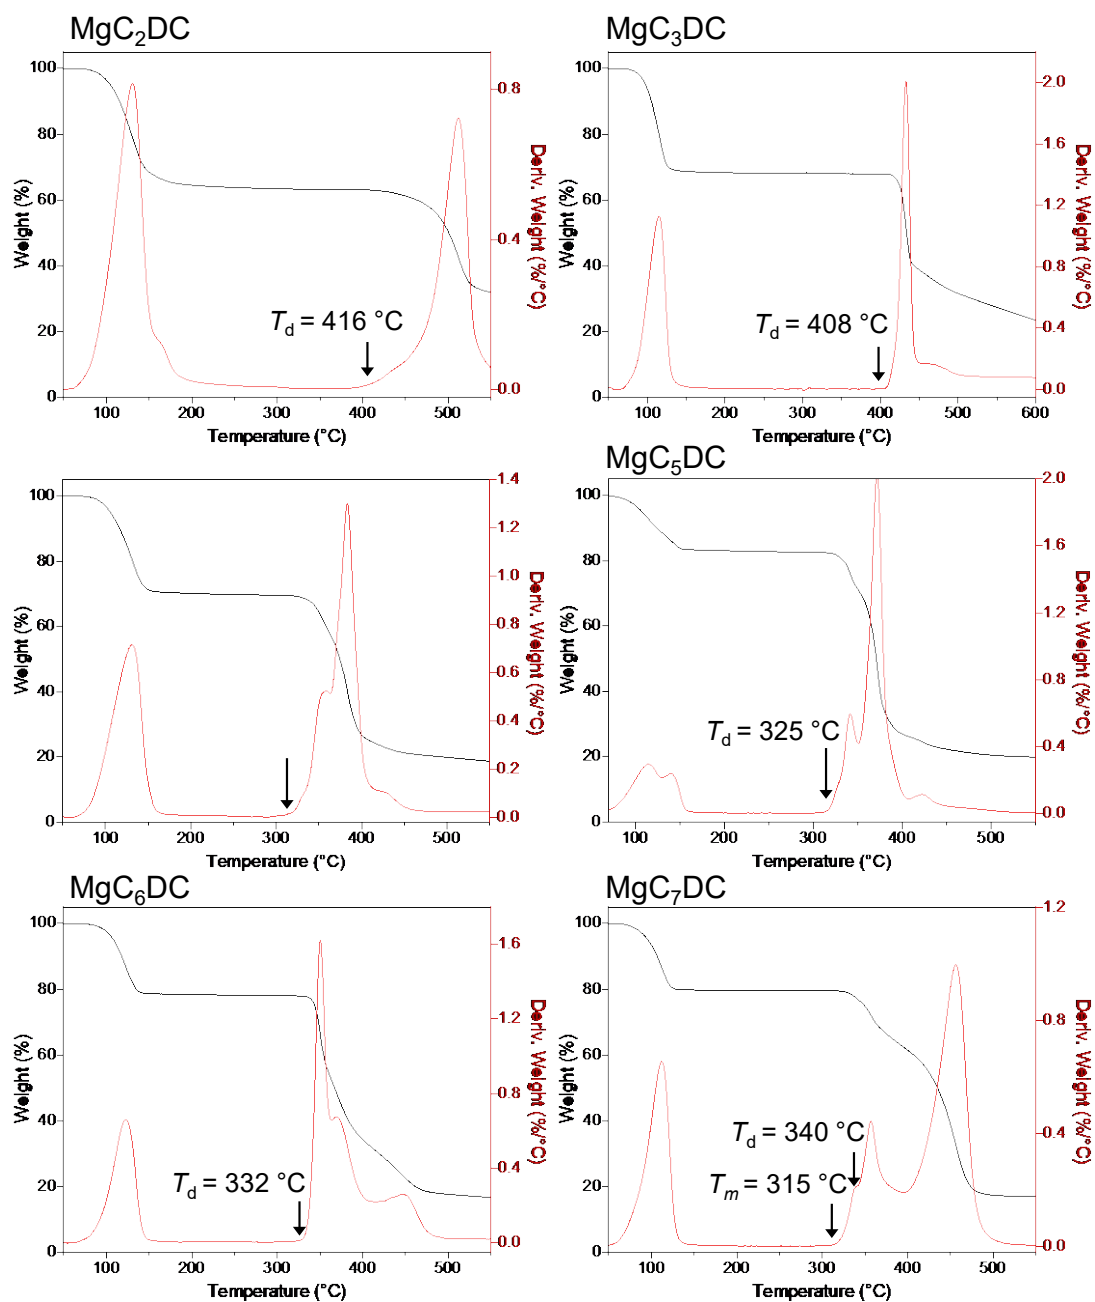 MgC₂DC
100
80
60
40
20
0
Weight (%)
0.8
0.4
0.0
Deriv. Weight (%/°C)
T_d = 416 °C
100 200 300 400 500
Temperature (°C)
MgC₃DC
100
80
60
40
20
0
Weight (%)
2.0
1.6
1.2
0.8
0.4
0.0
Deriv. Weight (%/°C)
T_d = 408 °C
100 200 300 400 500 600
Temperature (°C)
100
80
60
40
20
0
Weight (%)
1.4
1.2
1.0
0.8
0.6
0.4
0.2
0.0
Deriv. Weight (%/°C)
100 200 300 400 500
Temperature (°C)
MgC₅DC
100
80
60
40
20
0
Weight (%)
2.0
1.6
1.2
0.8
0.4
0.0
Deriv. Weight (%/°C)
T_d = 325 °C
100 200 300 400 500
Temperature (°C)
MgC₆DC
100
80
60
40
20
0
Weight (%)
1.6
1.2
0.8
0.4
0.0
Deriv. Weight (%/°C)
T_d = 332 °C
100 200 300 400 500
Temperature (°C)
MgC₇DC
100
80
60
40
20
0
Weight (%)
1.2
0.8
0.4
0.0
Deriv. Weight (%/°C)
T_d = 340 °C
T_m = 315 °C
100 200 300 400 500
Temperature (°C)